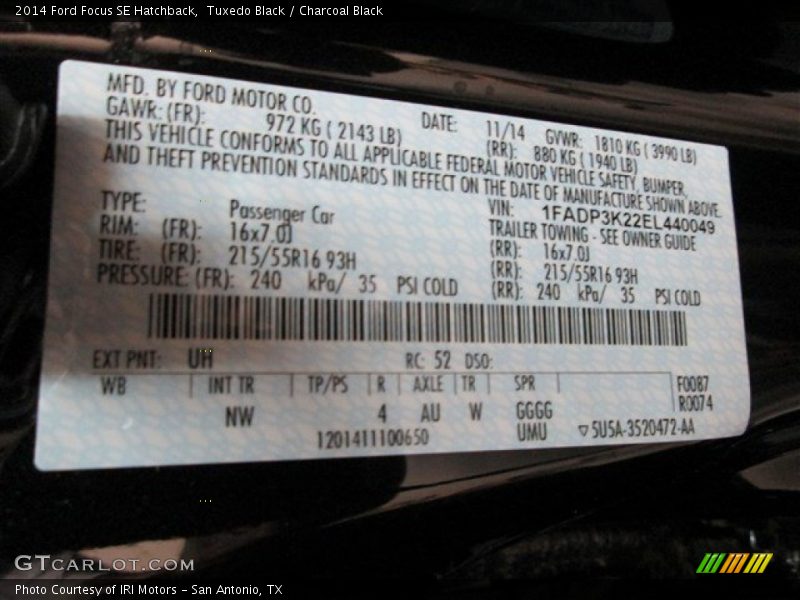 2014 Ford Focus SE Hatchback, Tuxedo Black / Charcoal Black
MFD. BY FORD MOTOR CO.
DATE: 11/14 GVWR: 1810 KG ( 3990 LB)
GAWR: (FR): 972 KG ( 2143 LB) (RR): 880 KG ( 1940 LB)
THIS VEHICLE CONFORMS TO ALL APPLICABLE FEDERAL MOTOR VEHICLE SAFETY, BUMPER,
AND THEFT PREVENTION STANDARDS IN EFFECT ON THE DATE OF MANUFACTURE SHOWN ABOVE.
TYPE: Passenger Car VIN: 1FADP3K22EL440049
TRAILER TOWING - SEE OWNER GUIDE
RIM: (FR): 16x7.0J (RR): 16x7.0J
TIRE: (FR): 215/55R16 93H (RR): 215/55R16 93H
PRESSURE: (FR): 240 kPa/ 35 PSI COLD (RR): 240 kPa/ 35 PSI COLD
EXT PNT: UH RC: 52 DSO:
WB INT TR TP/PS R AXLE TR SPR F0087
R0074
NW 4 AU W GGGG
1201411100650 UMU ▽5U5A-3520472-AA
GTCARLOT.COM
Photo Courtesy of IRI Motors – San Antonio, TX